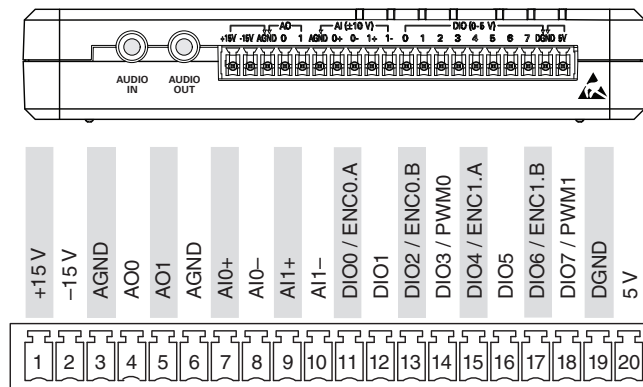 AO AI (±10 V) DIO (0-5 V)
+15V -15V AGND 0 1 AGND 0+ 0- 1+ 1- 0 1 2 3 4 5 6 7 DGND 5V
AUDIO IN
AUDIO OUT
+15 V
–15 V
AGND
AO0
AO1
AGND
AI0+
AI0–
AI1+
AI1–
DIO0 / ENC0.A
DIO1
DIO2 / ENC0.B
DIO3 / PWM0
DIO4 / ENC1.A
DIO5
DIO6 / ENC1.B
DIO7 / PWM1
DGND
5 V
1 2 3 4 5 6 7 8 9 10 11 12 13 14 15 16 17 18 19 20